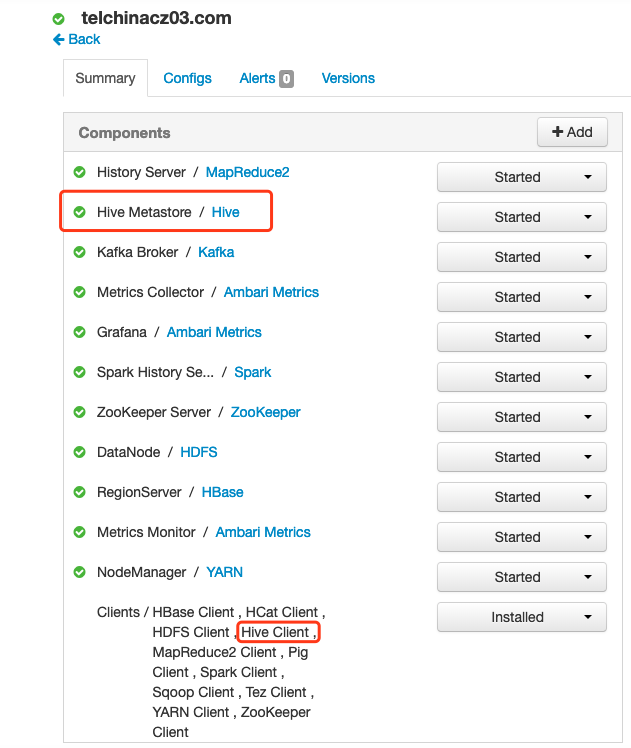 telchinacz03.com
Back
Summary Configs Alerts 0 Versions
Components Add
History Server / MapReduce2 Started
Hive Metastore / Hive Started
Kafka Broker / Kafka Started
Metrics Collector / Ambari Metrics Started
Grafana / Ambari Metrics Started
Spark History Se... / Spark Started
ZooKeeper Server / ZooKeeper Started
DataNode / HDFS Started
RegionServer / HBase Started
Metrics Monitor / Ambari Metrics Started
NodeManager / YARN Started
Clients / HBase Client , HCat Client , Installed
HDFS Client , Hive Client ,
MapReduce2 Client , Pig
Client , Spark Client ,
Sqoop Client , Tez Client ,
YARN Client , ZooKeeper
Client